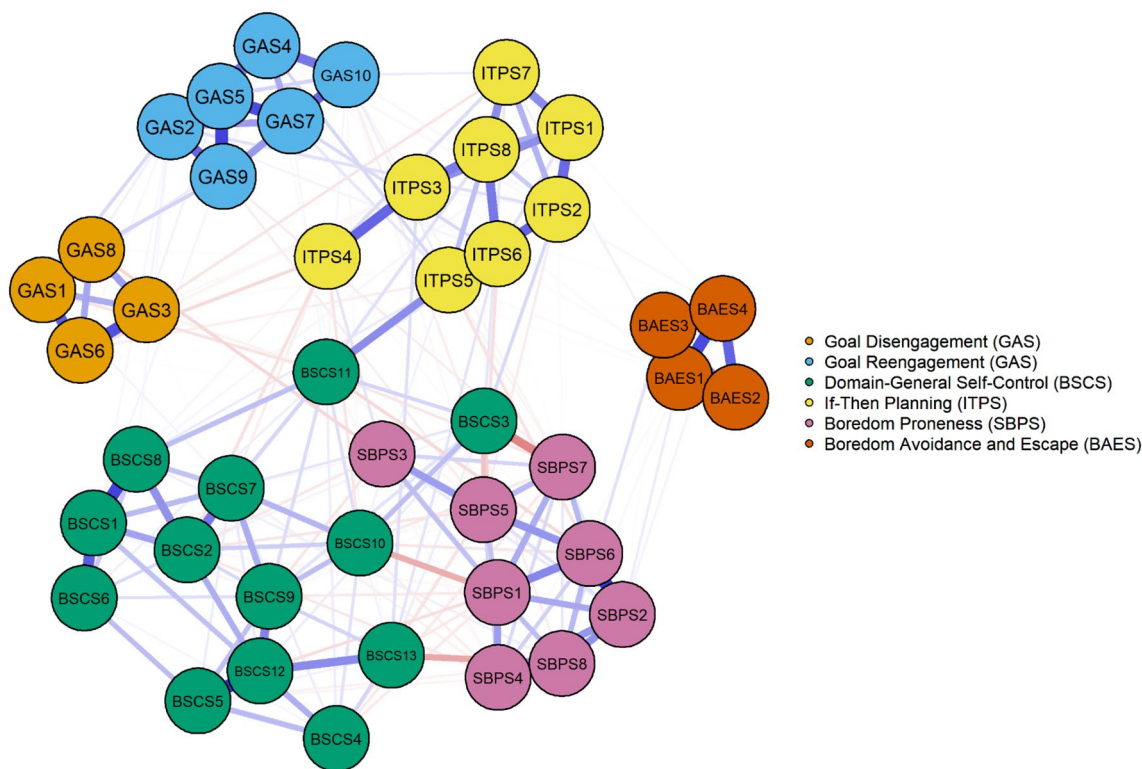 GAS4
GAS10
GAS5
GAS7
GAS2
GAS9
ITPS7
ITPS1
ITPS8
ITPS3
ITPS2
ITPS6
ITPS4
ITPS5
GAS8
GAS1
GAS3
GAS6
BAES3
BAES4
BAES1
BAES2
Goal Disengagement (GAS)
Goal Reengagement (GAS)
Domain-General Self-Control (BSCS)
If-Then Planning (ITPS)
Boredom Proneness (SBPS)
Boredom Avoidance and Escape (BAES)
BSCS11
BSCS3
SBPS3
SBPS7
BSCS8
BSCS7
SBPS5
BSCS1
BSCS2
BSCS10
SBPS6
BSCS6
BSCS9
SBPS1
SBPS2
BSCS13
BSCS12
SBPS8
SBPS4
BSCS5
BSCS4